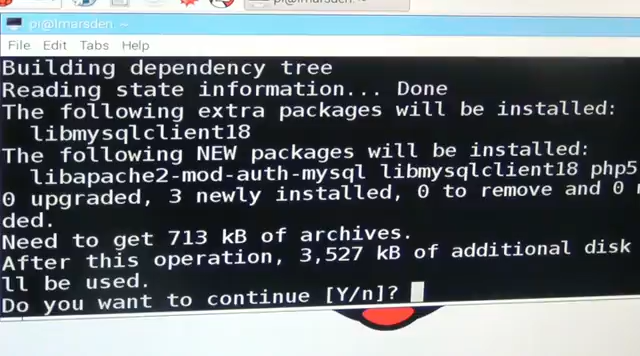 pi@lmarsden: ~
pi@lmarsden: ~
File Edit Tabs Help
Building dependency tree
Reading state information... Done
The following extra packages will be installed:
libmysqlclient18
The following NEW packages will be installed:
libapache2-mod-auth-mysql libmysqlclient18 php5
0 upgraded, 3 newly installed, 0 to remove and 0
ded.
Need to get 713 kB of archives.
After this operation, 3,527 kB of additional disk
ll be used.
Do you want to continue [Y/n]?